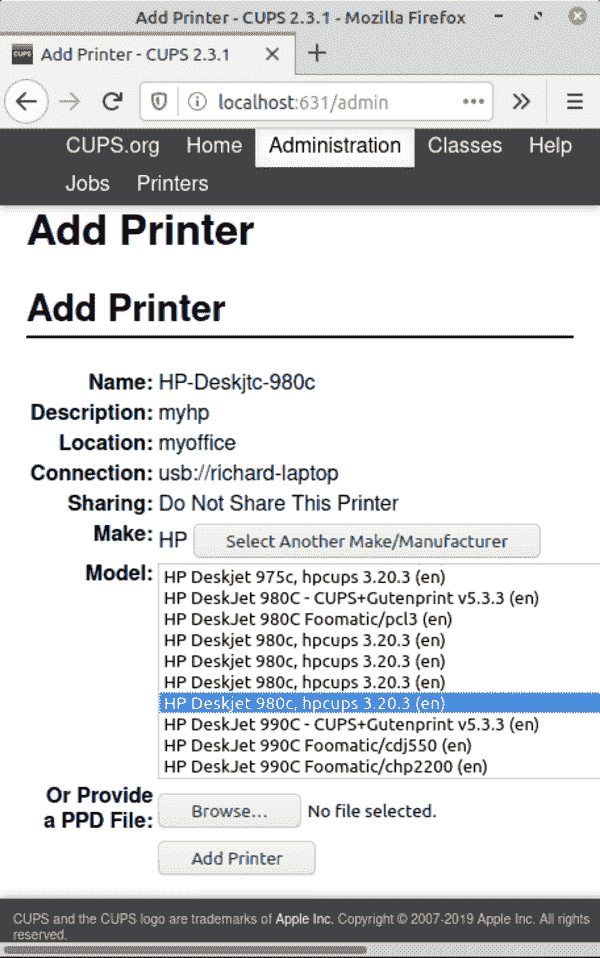 Add Printer - CUPS 2.3.1 - Mozilla Firefox
CUPS Add Printer - CUPS 2.3.1
localhost:631/admin
CUPS.org Home Administration Classes Help
Jobs Printers
Add Printer
Add Printer
Name: HP-Deskjtc-980c
Description: myhp
Location: myoffice
Connection: usb://richard-laptop
Sharing: Do Not Share This Printer
Make: HP Select Another Make/Manufacturer
Model: HP Deskjet 975c, hpcups 3.20.3 (en)
HP DeskJet 980C - CUPS+Gutenprint v5.3.3 (en)
HP DeskJet 980C Foomatic/pcl3 (en)
HP Deskjet 980c, hpcups 3.20.3 (en)
HP Deskjet 980c, hpcups 3.20.3 (en)
HP Deskjet 980c, hpcups 3.20.3 (en)
HP Deskjet 980c, hpcups 3.20.3 (en)
HP DeskJet 990C - CUPS+Gutenprint v5.3.3 (en)
HP DeskJet 990C Foomatic/cdj550 (en)
HP DeskJet 990C Foomatic/chp2200 (en)
Or Provide
a PPD File: Browse... No file selected.
Add Printer
CUPS and the CUPS logo are trademarks of Apple Inc. Copyright © 2007-2019 Apple Inc. All rights
reserved.